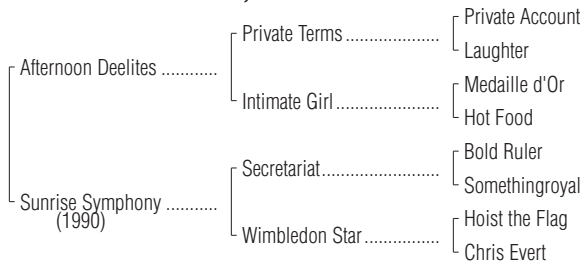 Private Account
Private Terms ...................
Laughter
Afternoon Deelites ...........
Medaille d'Or
Intimate Girl .....................
Hot Food
Bold Ruler
Secretariat........................
Somethingroyal
Sunrise Symphony ..........
(1990)
Hoist the Flag
Wimbledon Star...............
Chris Evert